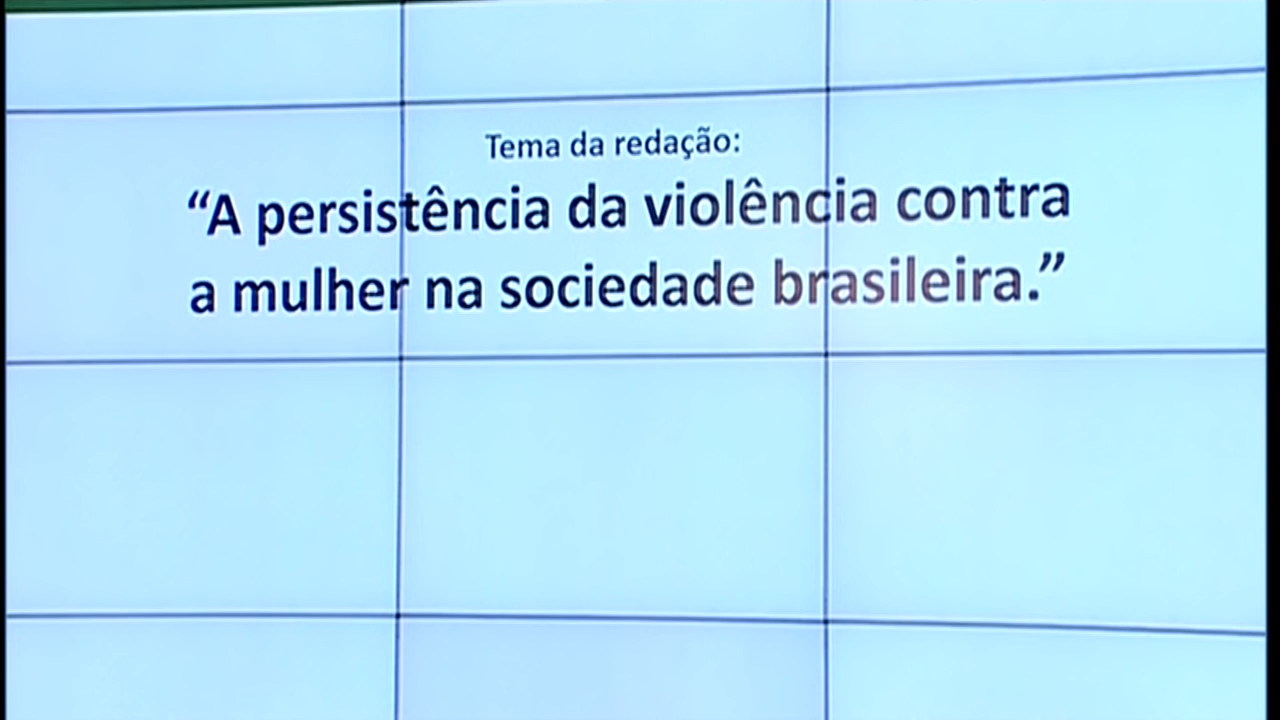 Tema da redação:
“A persistência da violência contra
a mulher na sociedade brasileira.”